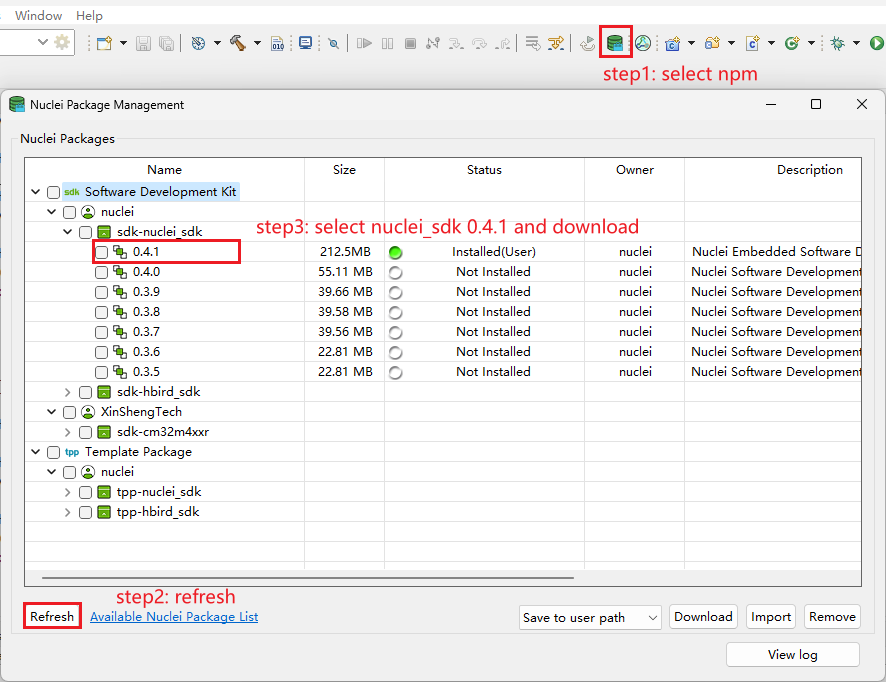 Window Help
010
step1: select npm
Nuclei Package Management
Nuclei Packages
Name Size Status Owner Description
sdk Software Development Kit
nuclei
step3: select nuclei_sdk 0.4.1 and download
sdk-nuclei_sdk
0.4.1 212.5MB Installed(User) nuclei Nuclei Embedded Software D
0.4.0 55.11 MB Not Installed nuclei Nuclei Software Development
0.3.9 39.66 MB Not Installed nuclei Nuclei Software Development
0.3.8 39.58 MB Not Installed nuclei Nuclei Software Development
0.3.7 39.56 MB Not Installed nuclei Nuclei Software Development
0.3.6 22.81 MB Not Installed nuclei Nuclei Software Development
0.3.5 22.81 MB Not Installed nuclei Nuclei Software Development
sdk-hbird_sdk
XinShengTech
sdk-cm32m4xxr
tpp Template Package
nuclei
tpp-nuclei_sdk
tpp-hbird_sdk
step2: refresh
Refresh Available Nuclei Package List Save to user path Download Import Remove
View log